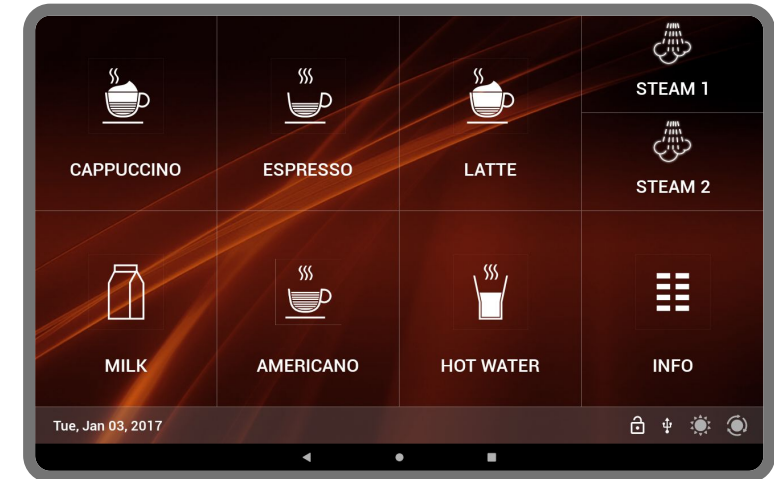 CAPPUCCINO
ESPRESSO
LATTE
STEAM 1
STEAM 2
MILK
AMERICANO
HOT WATER
INFO
Tue, Jan 03, 2017